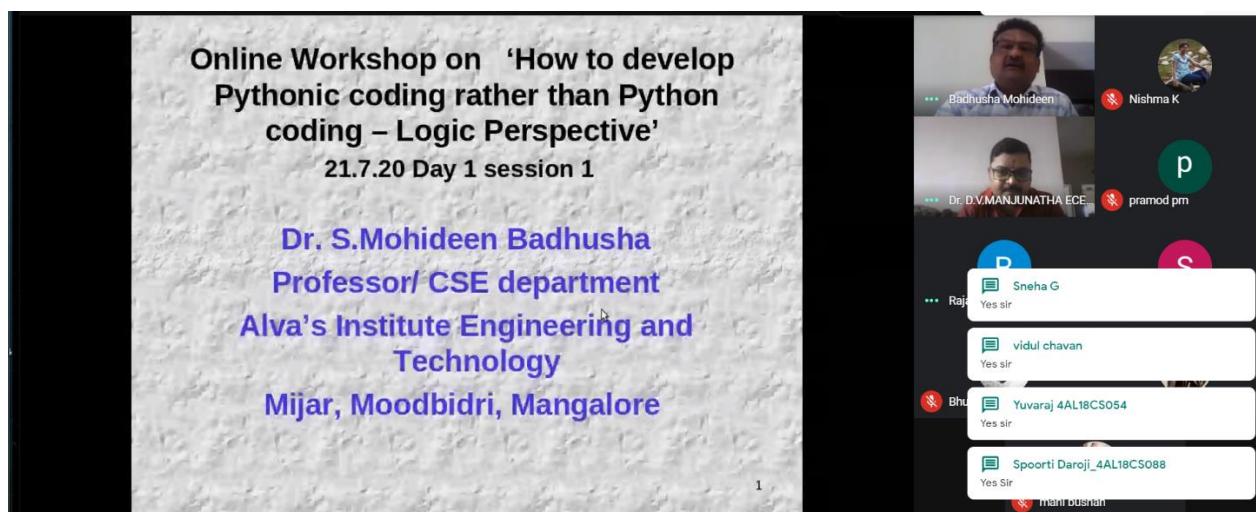 Online Workshop on ‘How to develop
Pythonic coding rather than Python
coding – Logic Perspective’
21.7.20 Day 1 session 1
Dr. S.Mohideen Badhusha
Professor/ CSE department
Alva’s Institute Engineering and
Technology
Mijar, Moodbidri, Mangalore
1
Badhusha Mohideen
Nishma K
Dr. D.V.MANJUNATHA ECE...
p
pramod pm
S
Raja
Sneha G
Yes sir
vidul chavan
Yes sir
Bhu
Yuvaraj 4AL18CS054
Yes sir
Spoorti Daroji_4AL18CS088
Yes Sir
mani bushan